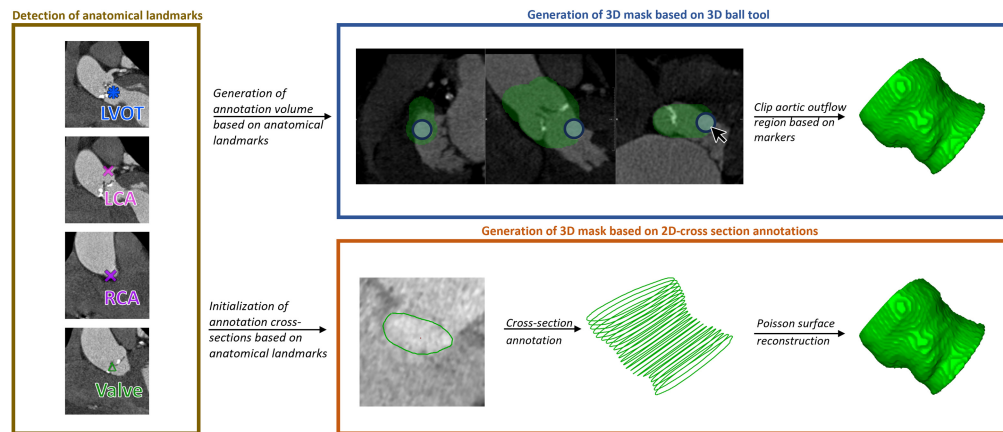 Detection of anatomical landmarks
LVOT
LCA
RCA
Valve
Generation of
annotation volume
based on anatomical
landmarks
Initialization of
annotation cross-
sections based on
anatomical landmarks
Generation of 3D mask based on 3D ball tool
Clip aortic outflow
region based on
markers
Generation of 3D mask based on 2D-cross section annotations
Cross-section
annotation
Poisson surface
reconstruction